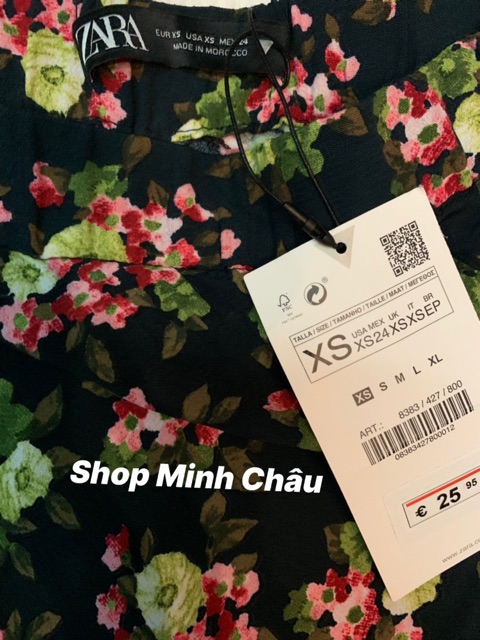 ZARA
EUR XS USA XS MEX 24
MADE IN MOROCCO
FSC
TALLA / SIZE / TAMANHO / TAILLE / MAAT / ΜΕΓΕΘΟΣ
XS
USA MEX UK IT BR
XS 24 XS XS EP
XS S M L XL
ART.: 8383 / 427 / 800
08383427800012
€ 25 95
www.zara.co
Shop Minh Châu